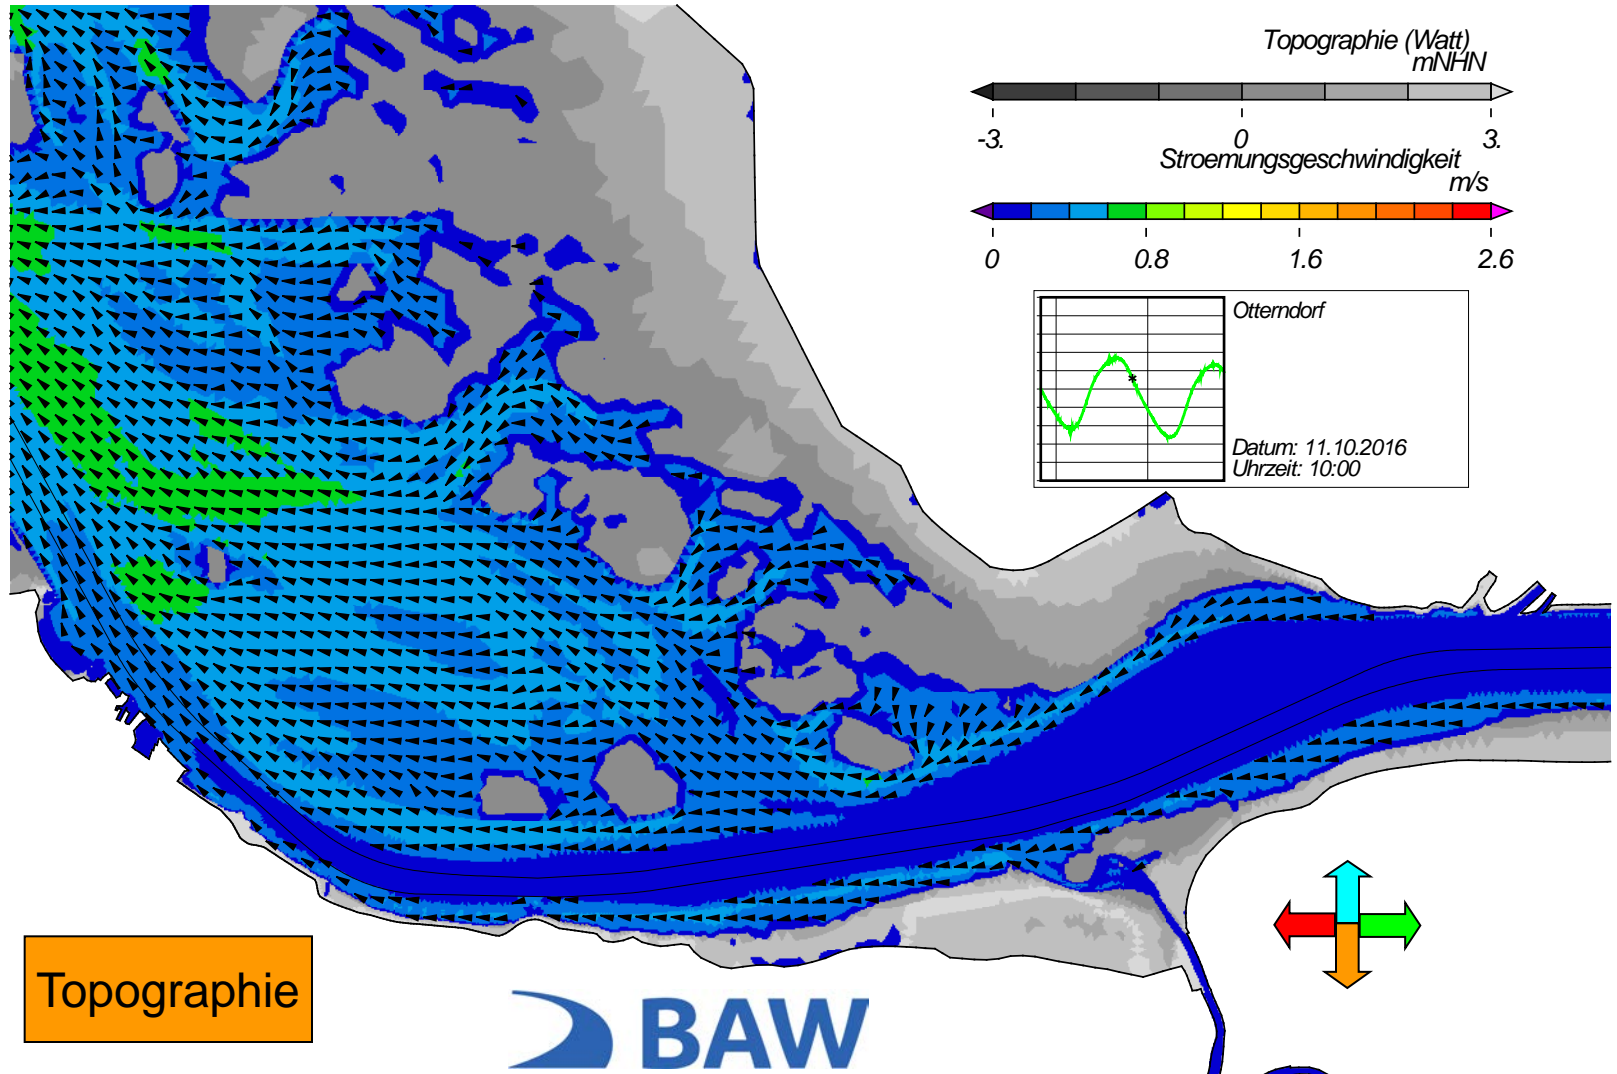 Topographie (Watt)
mNHN
-3. 0 3.
Stroemungsgeschwindigkeit
m/s
0 0.8 1.6 2.6
Otterndorf
Datum: 11.10.2016
Uhrzeit: 10:00
Topographie
BAW